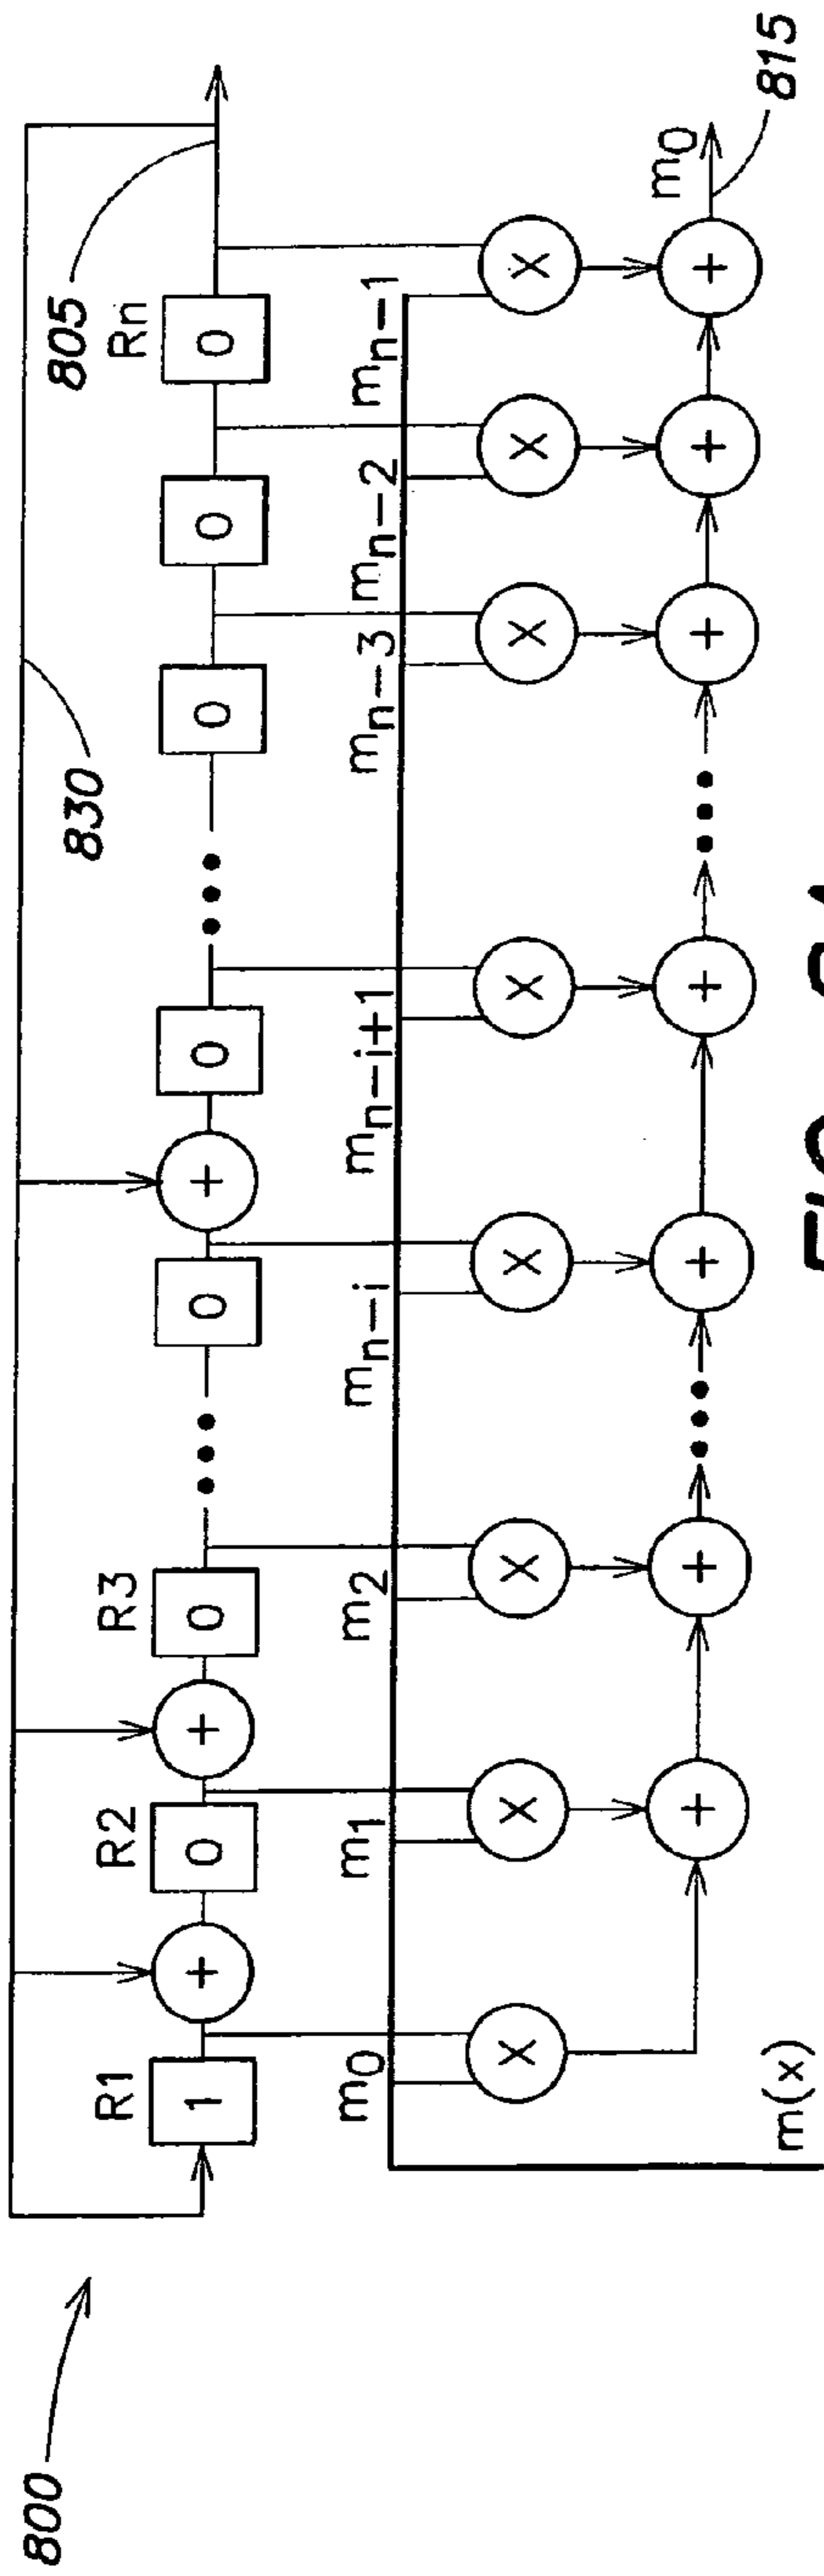 800
830
805
R1
R2
R3
Rn
1
+
0
+
0
0
+
0
0
0
0
m0
m1
m2
mn-i
mn-i+1
mn-3
mn-2
mn-1
X
X
X
X
X
X
X
X
+
+
+
+
+
+
+
m0
815
m(x)